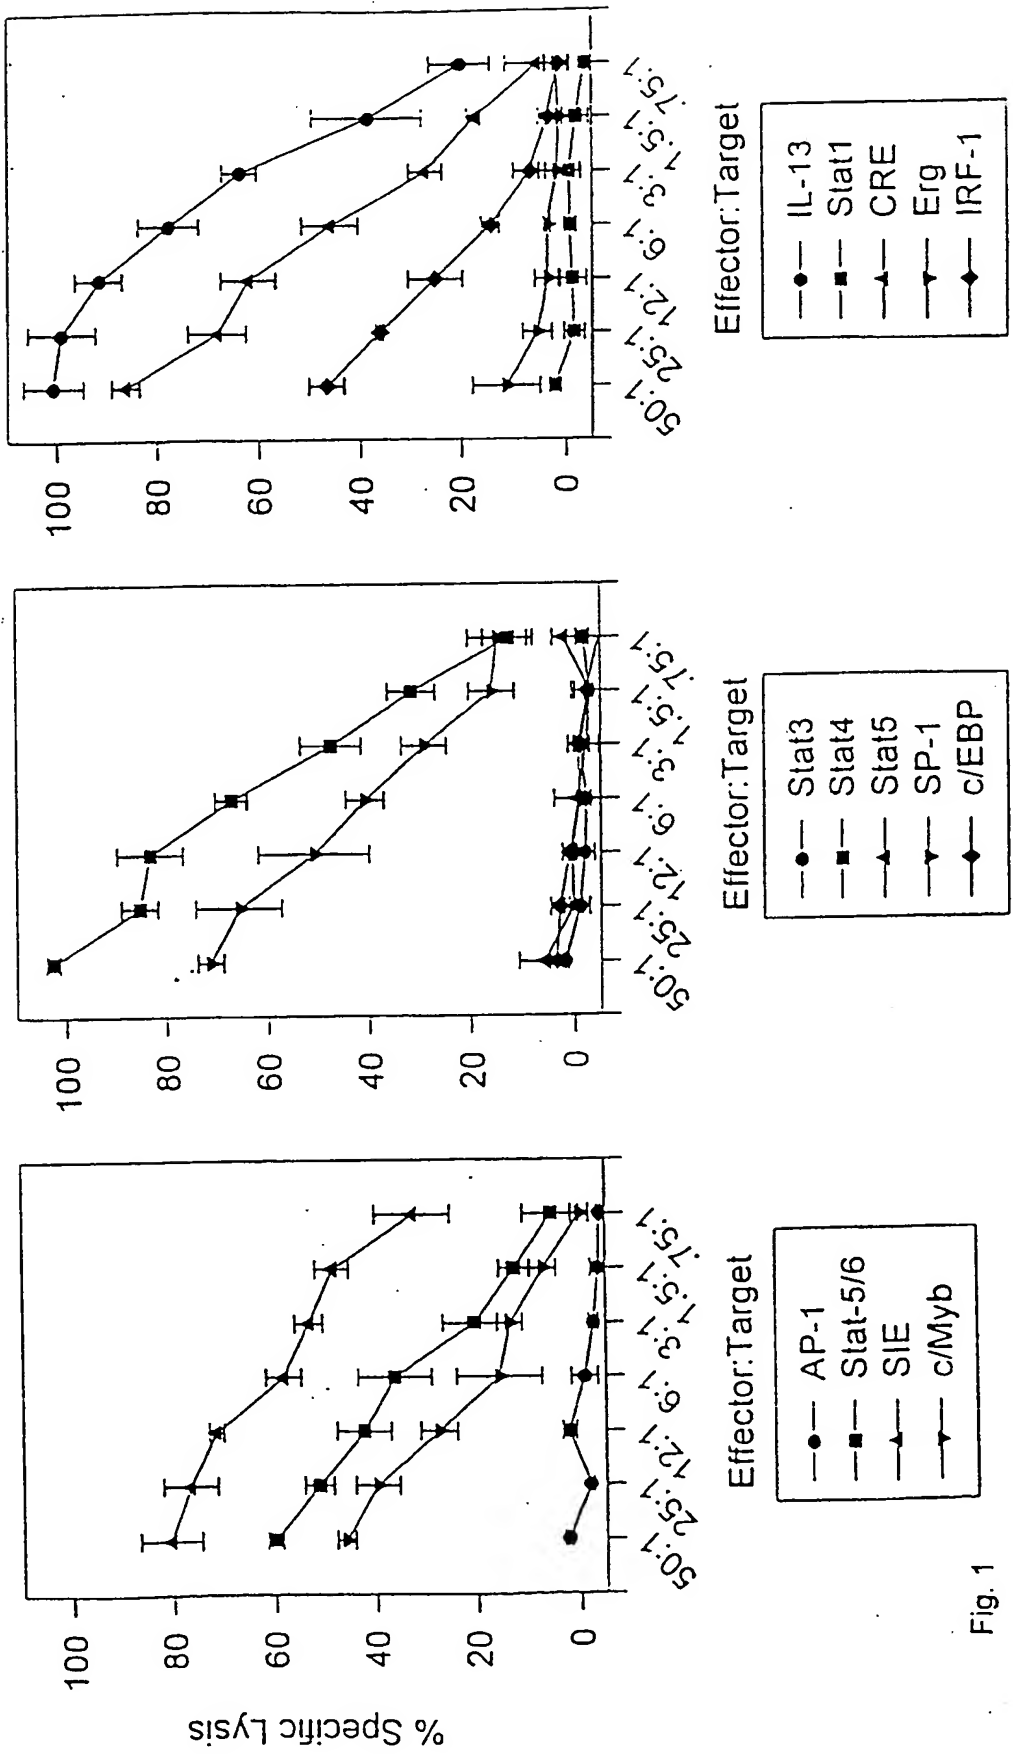 % Specific Lysis
100
80
60
40
20
0
50:1 25:1 12:1 6:1 3:1 1.5:1 .75:1
Effector:Target
AP-1
Stat-5/6
SIE
c/Myb
100
80
60
40
20
0
50:1 25:1 12:1 6:1 3:1 1.5:1 .75:1
Effector:Target
Stat3
Stat4
Stat5
SP-1
c/EBP
100
80
60
40
20
0
50:1 25:1 12:1 6:1 3:1 1.5:1 .75:1
Effector:Target
IL-13
Stat1
CRE
Erg
IRF-1
Fig. 1